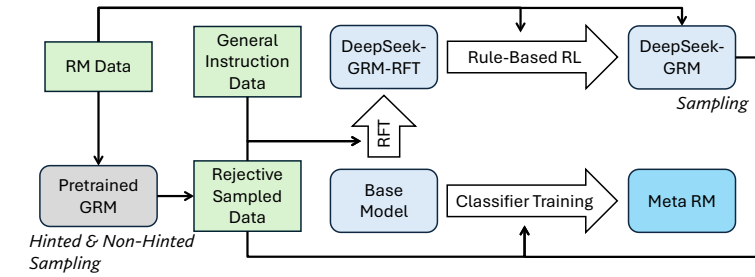 RM Data
General
Instruction
Data
DeepSeek-
GRM-RFT
Rule-Based RL
DeepSeek-
GRM
Sampling
RFT
Pretrained
GRM
Rejective
Sampled
Data
Base
Model
Classifier Training
Meta RM
Hinted & Non-Hinted
Sampling